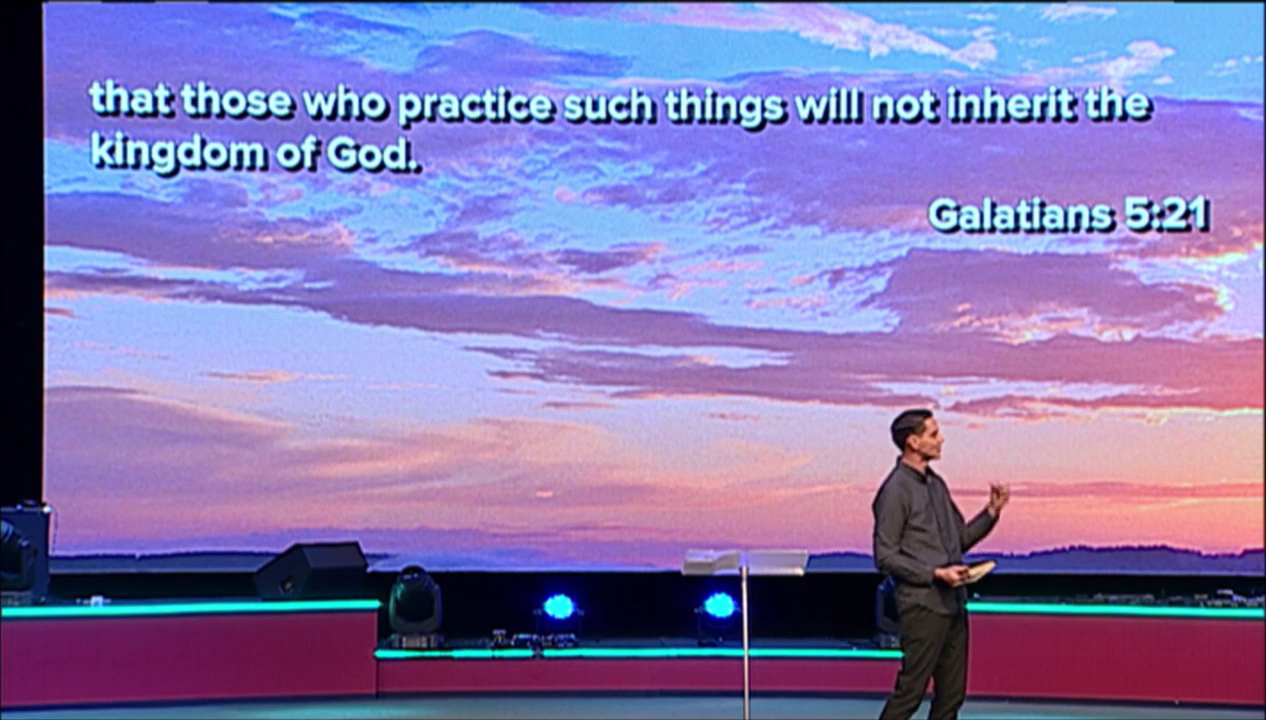 that those who practice such things will not inherit the
kingdom of God.
Galatians 5:21